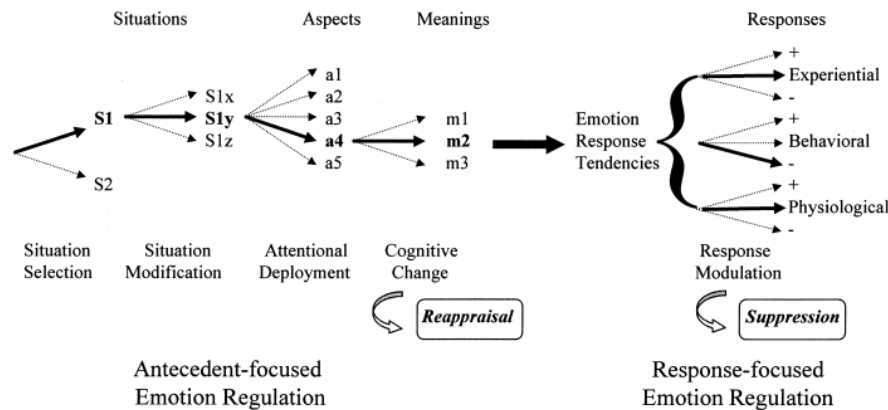 Situations
Aspects
Meanings
Responses
S1
S2
S1x
S1y
S1z
a1
a2
a3
a4
a5
m1
m2
m3
Emotion
Response
Tendencies
+
Experiential
-
+
Behavioral
-
+
Physiological
-
Situation
Selection
Situation
Modification
Attentional
Deployment
Cognitive
Change
Response
Modulation
Reappraisal
Suppression
Antecedent-focused
Emotion Regulation
Response-focused
Emotion Regulation